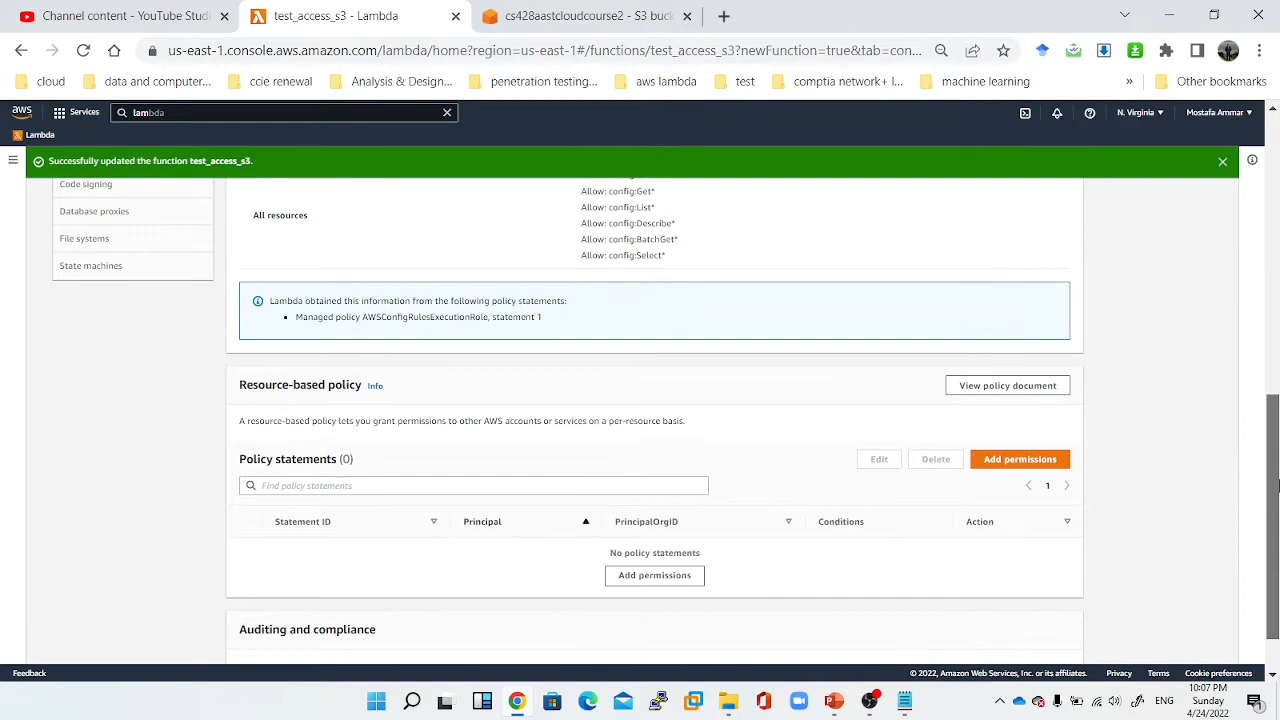 Channel content - YouTube Studi
test_access_s3 - Lambda
cs428aastcloudcourse2 - S3 buck
us-east-1.console.aws.amazon.com/lambda/home?region=us-east-1#/functions/test_access_s3?newFunction=true&tab=con...
cloud
data and computer...
ccie renewal
Analysis & Design...
penetration testing...
aws lambda
test
comptia network+ l...
machine learning
»
Other bookmarks
aws
Services
lambda
N. Virginia
Mostafa Ammar
Lambda
Successfully updated the function test_access_s3.
Code signing
Database proxies
File systems
State machines
All resources
Allow: config:Get*
Allow: config:List*
Allow: config:Describe*
Allow: config:BatchGet*
Allow: config:Select*
Lambda obtained this information from the following policy statements:
Managed policy AWSConfigRulesExecutionRole, statement 1
Resource-based policy Info
View policy document
A resource-based policy lets you grant permissions to other AWS accounts or services on a per-resource basis.
Policy statements (0)
Edit
Delete
Add permissions
Find policy statements
1
Statement ID
Principal
PrincipalOrgID
Conditions
Action
No policy statements
Add permissions
Auditing and compliance
Feedback
© 2022, Amazon Web Services, Inc. or its affiliates.
Privacy
Terms
Cookie preferences
ENG
10:07 PM
Sunday
4/24/2022